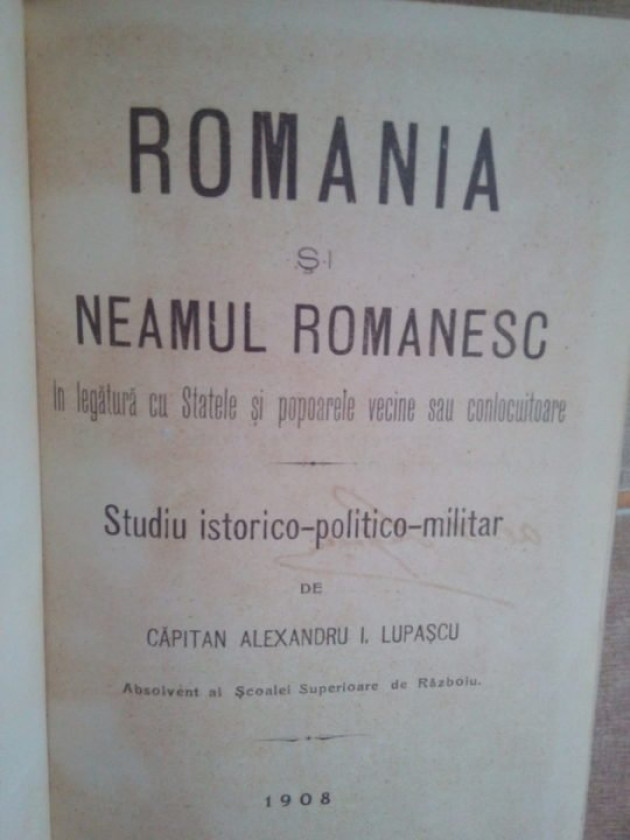 ROMANIA
ŞI
NEAMUL ROMANESC
In legătură cu Statele şi popoarele vecine sau conlocuitoare
Studiu istorico-politico-militar
DE
CĂPITAN ALEXANDRU I. LUPAŞCU
Absolvent al Şcoalei Superioare de Războiu.
1908